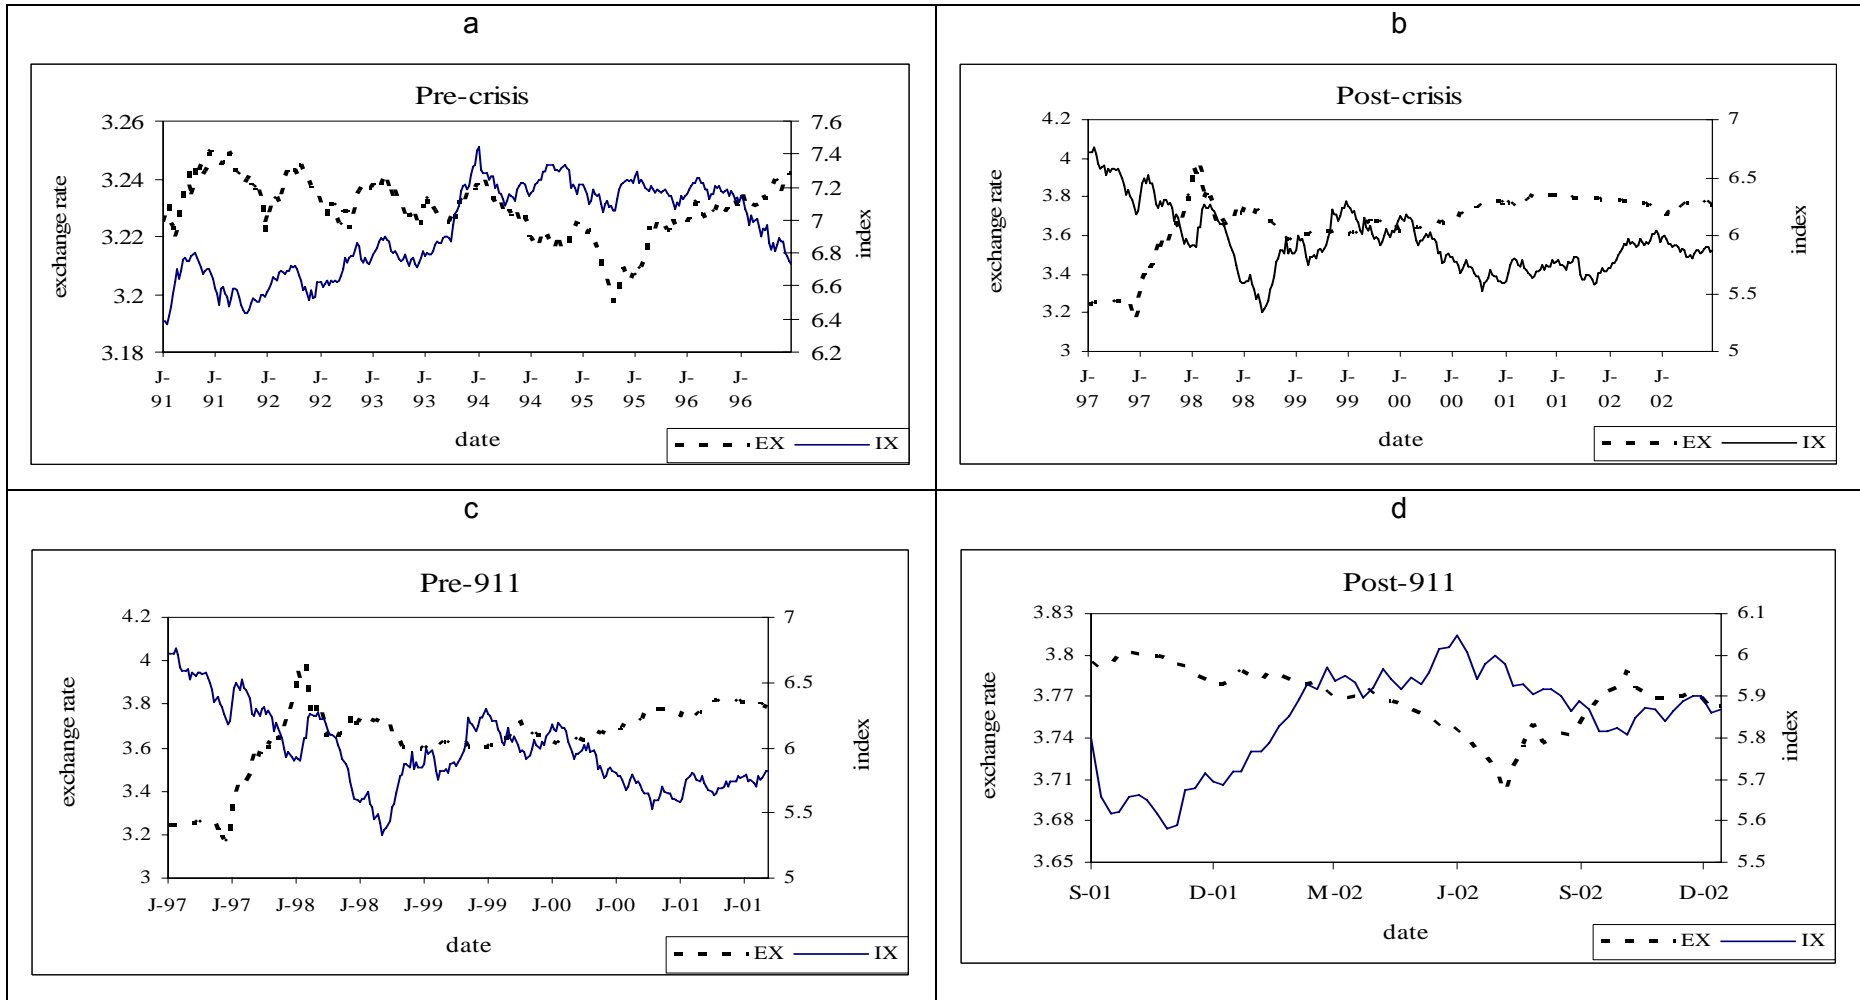 a
Pre-crisis
3.26
3.24
3.22
3.2
3.18
exchange rate
7.6
7.4
7.2
7
6.8
6.6
6.4
6.2
index
J- J- J- J- J- J- J- J- J- J- J- J-
91 91 92 92 93 93 94 94 95 95 96 96
date
EX IX
b
Post-crisis
4.2
4
3.8
3.6
3.4
3.2
3
exchange rate
7
6.5
6
5.5
5
index
J- J- J- J- J- J- J- J- J- J- J- J-
97 97 98 98 99 99 00 00 01 01 02 02
date
EX IX
c
Pre-911
4.2
4
3.8
3.6
3.4
3.2
3
exchange rate
7
6.5
6
5.5
5
index
J-97 J-97 J-98 J-98 J-99 J-99 J-00 J-00 J-01 J-01
date
EX IX
d
Post-911
3.83
3.8
3.77
3.74
3.71
3.68
3.65
exchange rate
6.1
6
5.9
5.8
5.7
5.6
5.5
index
S-01 D-01 M-02 J-02 S-02 D-02
date
EX IX